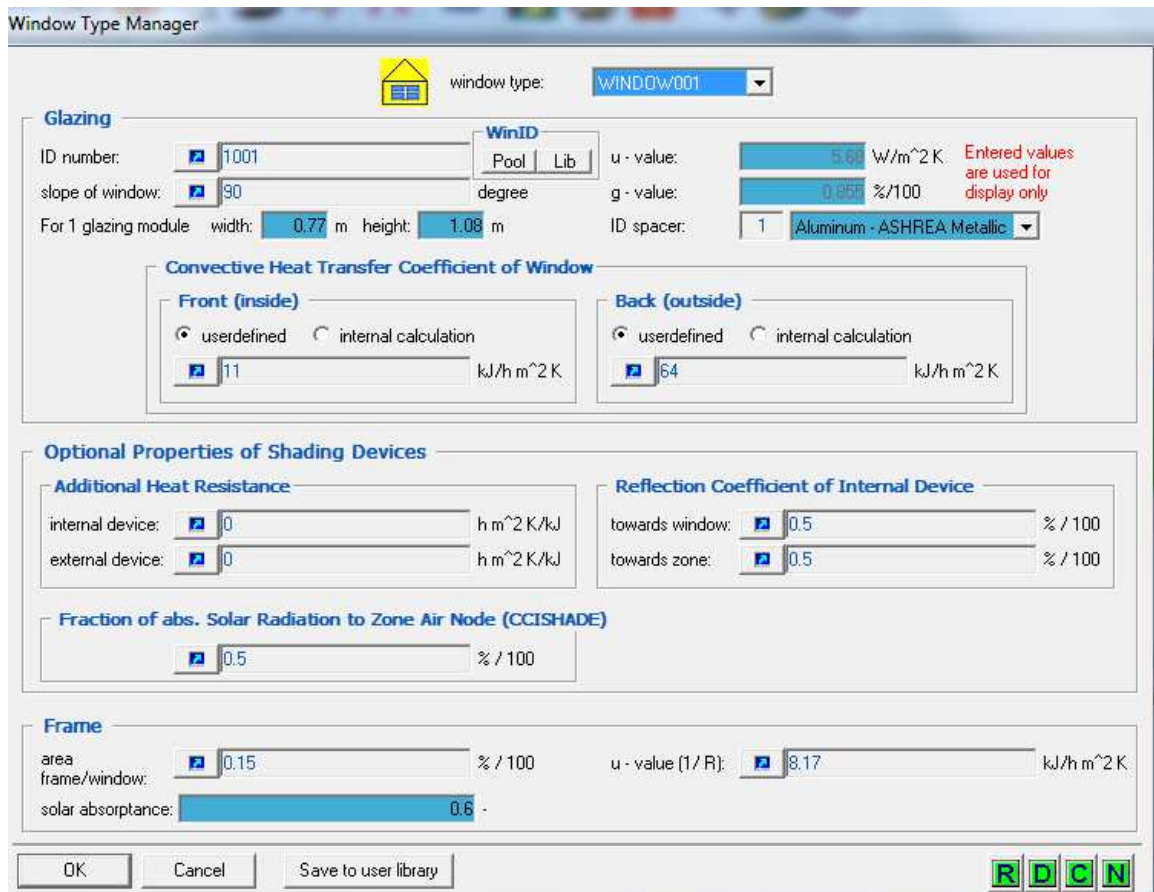 Window Type Manager
window type: WINDOW001
Glazing
WinID
ID number: 1001 Pool Lib u - value: 5.68 W/m^2 K Entered values
slope of window: 90 degree g - value: 0.855 %/100 are used for
display only
For 1 glazing module width: 0.77 m height: 1.08 m ID spacer: 1 Aluminum - ASHREA Metallic
Convective Heat Transfer Coefficient of Window
Front (inside) Back (outside)
userdefined internal calculation userdefined internal calculation
11 kJ/h m^2 K 64 kJ/h m^2 K
Optional Properties of Shading Devices
Additional Heat Resistance Reflection Coefficient of Internal Device
internal device: 0 h m^2 K/kJ towards window: 0.5 % / 100
external device: 0 h m^2 K/kJ towards zone: 0.5 % / 100
Fraction of abs. Solar Radiation to Zone Air Node (CCISHADE)
0.5 % / 100
Frame
area
frame/window: 0.15 % / 100 u - value (1/ R): 8.17 kJ/h m^2 K
solar absorptance: 0.6 -
OK Cancel Save to user library R D C N